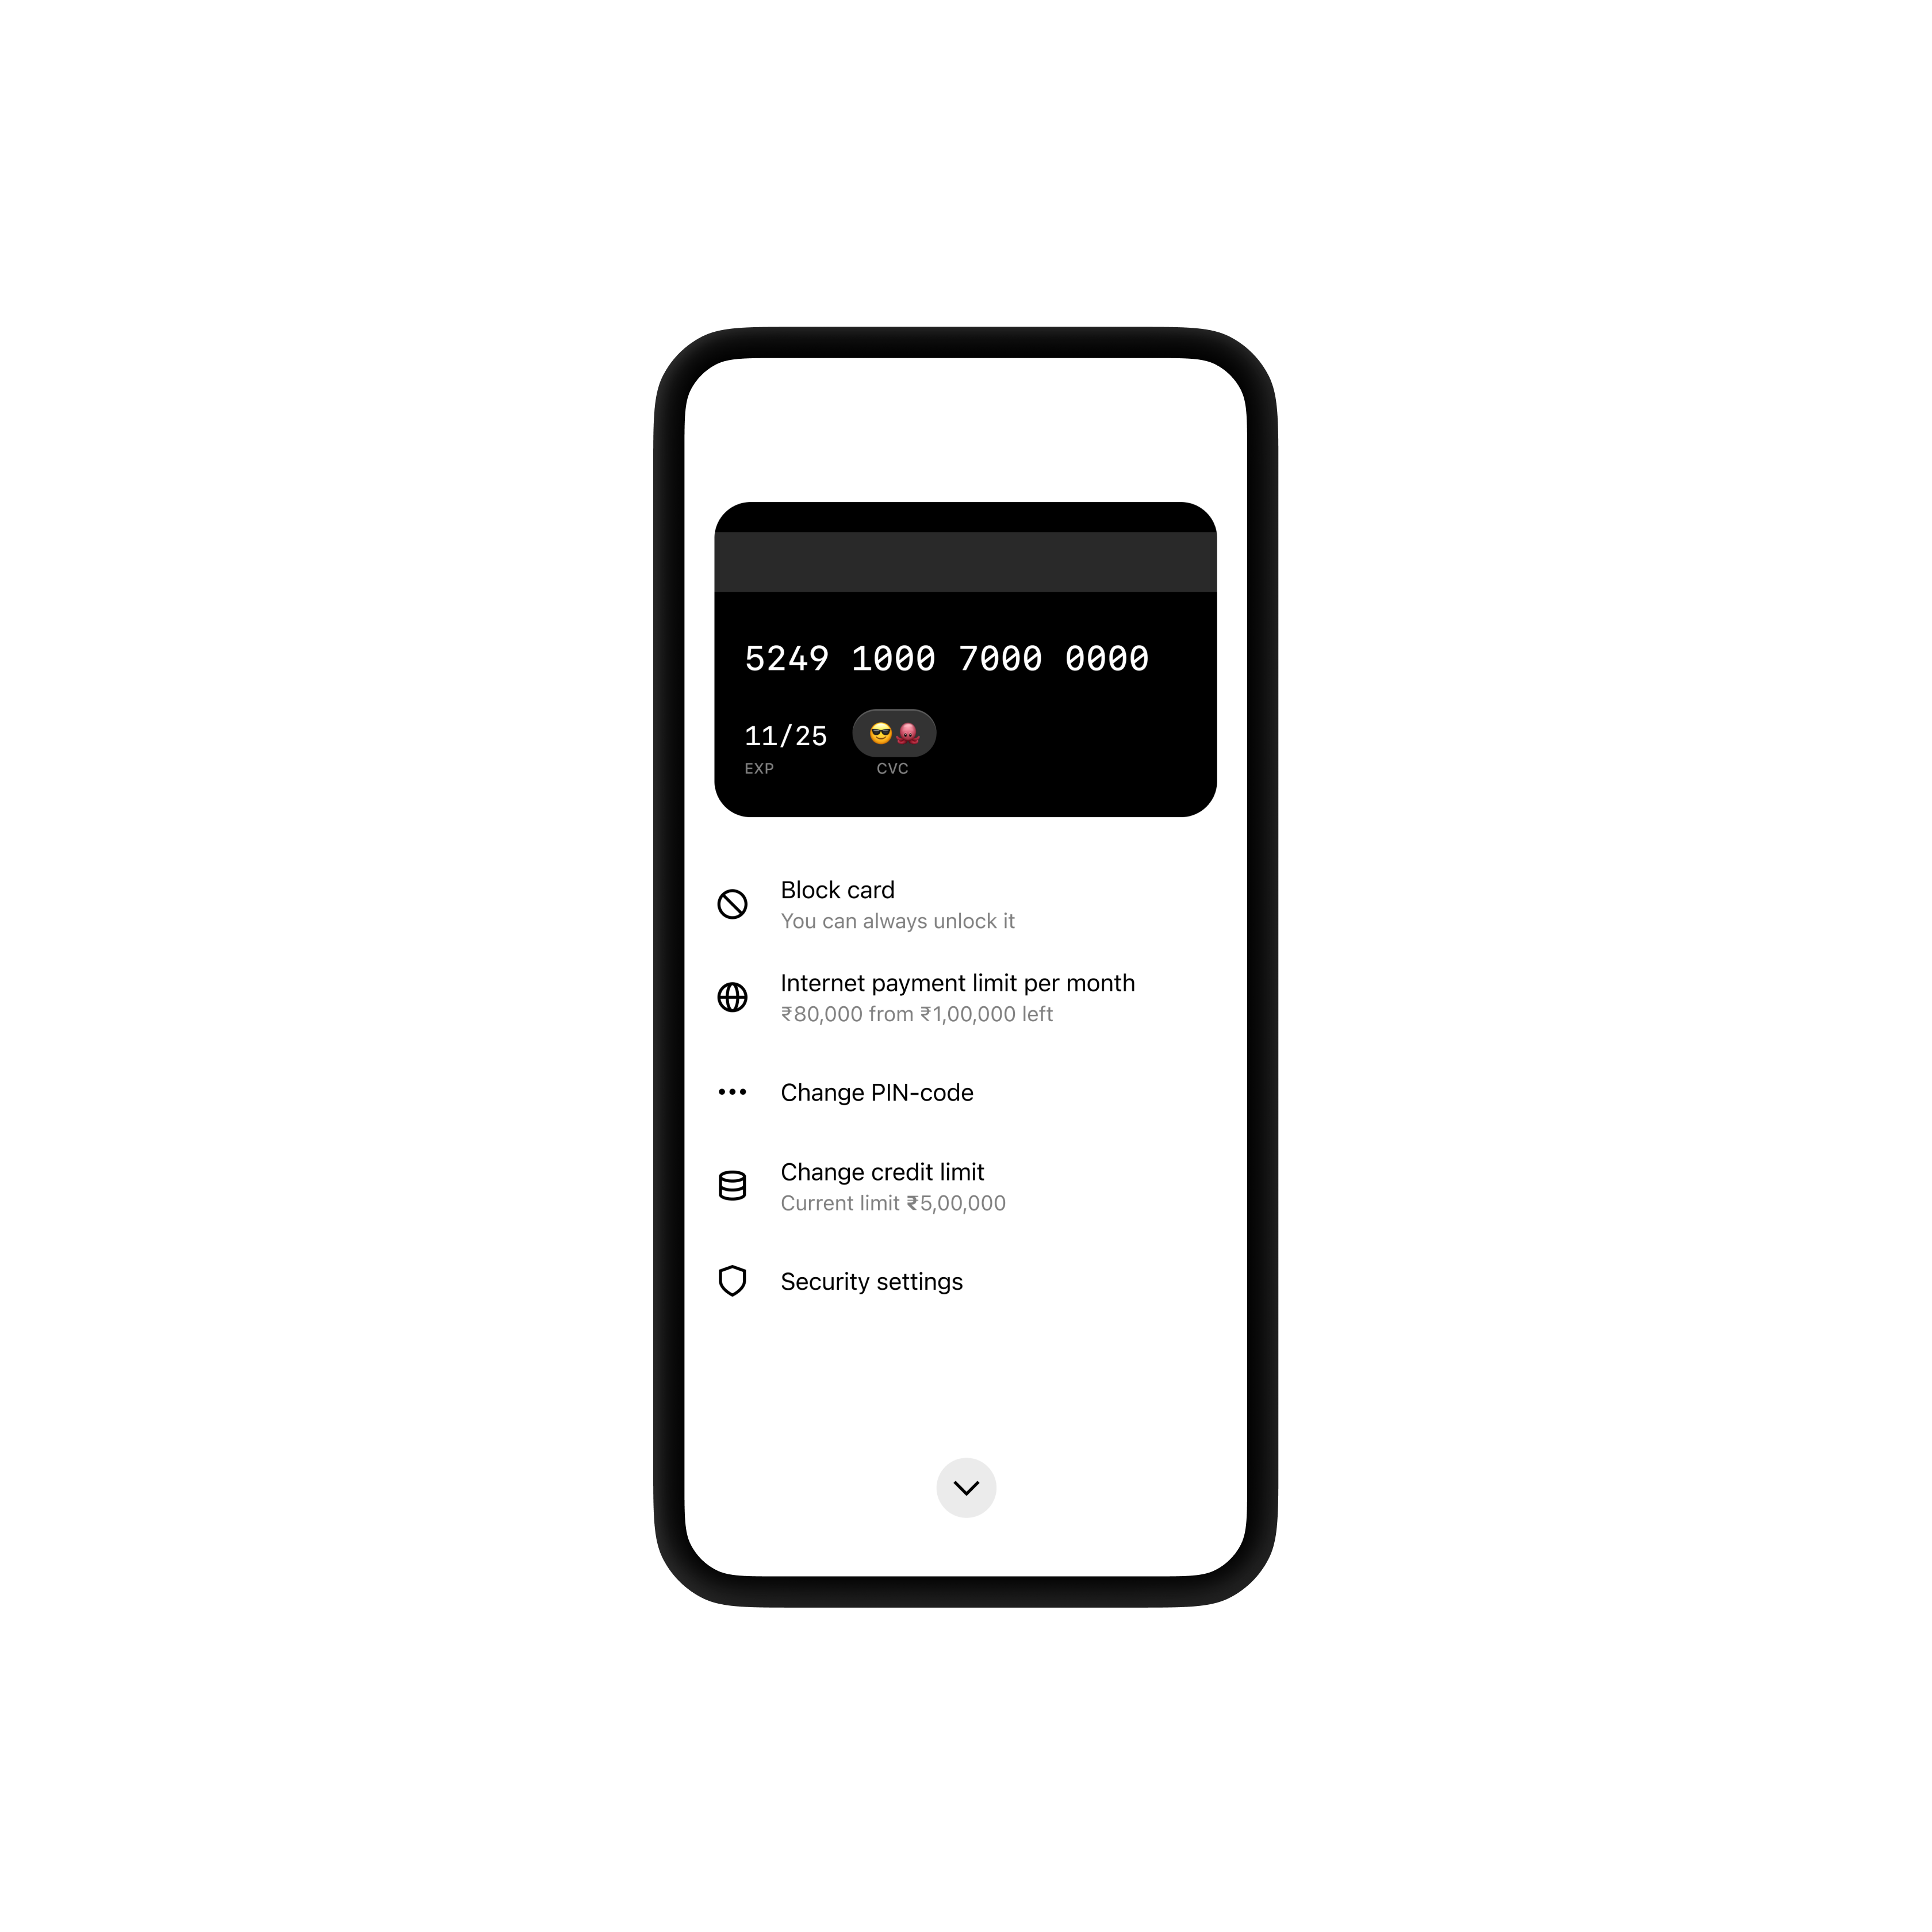 5249 1000 7000 0000
11/25 😎🐙
EXP CVC
Block card
You can always unlock it
Internet payment limit per month
₹80,000 from ₹1,00,000 left
Change PIN-code
Change credit limit
Current limit ₹5,00,000
Security settings